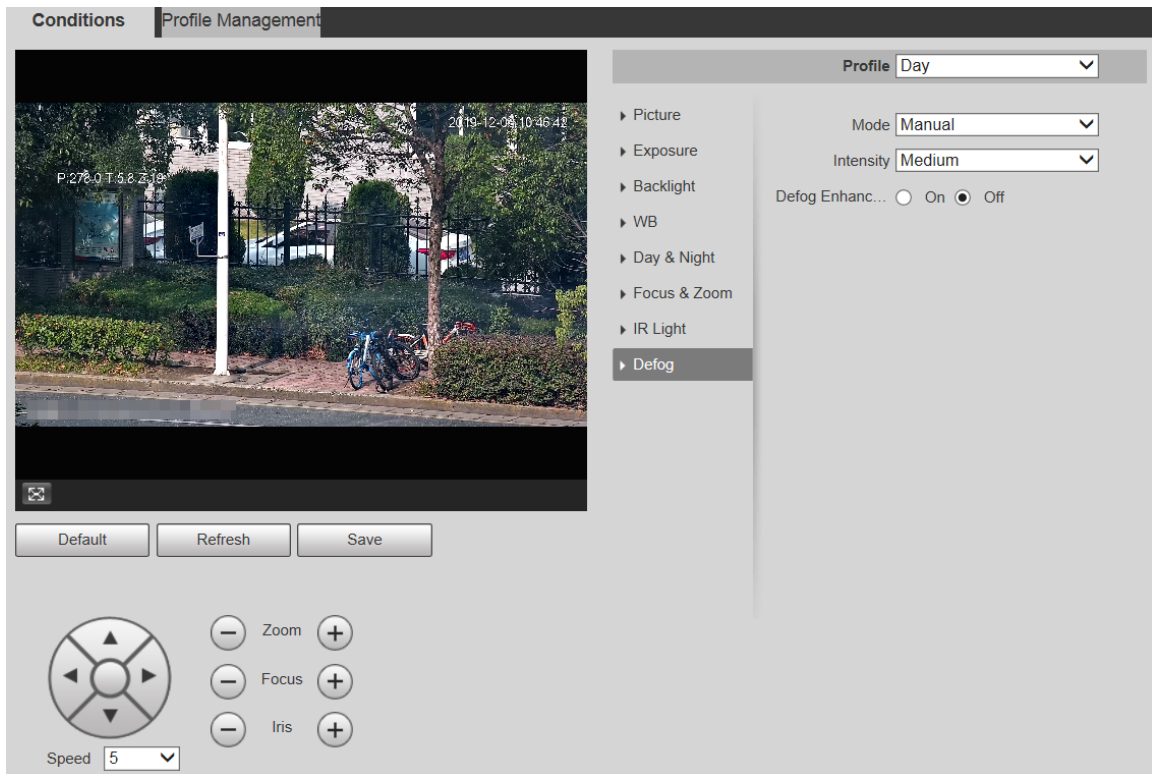 Conditions
Profile Management
Profile Day
2019-12-06 10:46:42
P:278.0 T:5.8 Z:19
Picture
Exposure
Backlight
WB
Day & Night
Focus & Zoom
IR Light
Defog
Mode Manual
Intensity Medium
Defog Enhanc... On Off
Default
Refresh
Save
Zoom
Focus
Iris
Speed 5